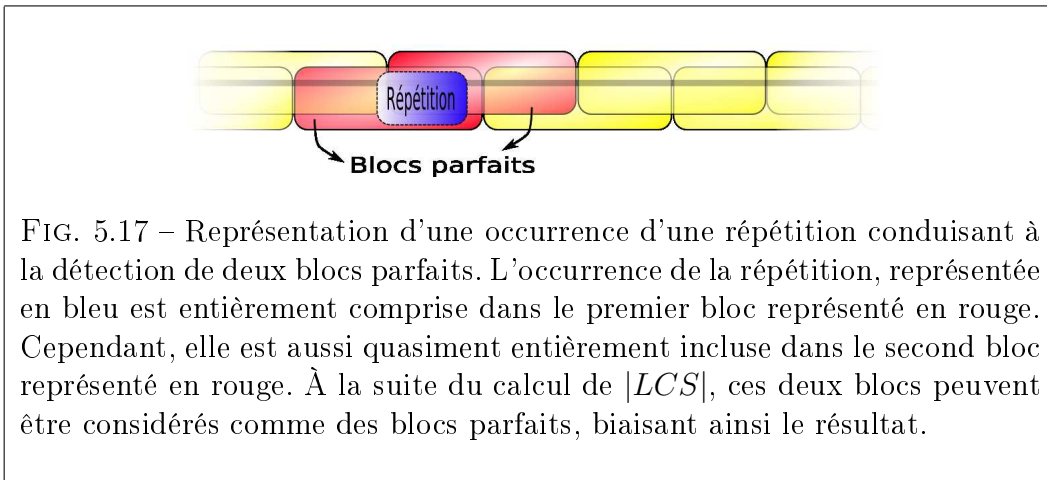 Répétition
Blocs parfaits
FIG. 5.17 – Représentation d'une occurrence d'une répétition conduisant à
la détection de deux blocs parfaits. L'occurrence de la répétition, représentée
en bleu est entièrement comprise dans le premier bloc représenté en rouge.
Cependant, elle est aussi quasiment entièrement incluse dans le second bloc
représenté en rouge. À la suite du calcul de |LCS|, ces deux blocs peuvent
être considérés comme des blocs parfaits, biaisant ainsi le résultat.